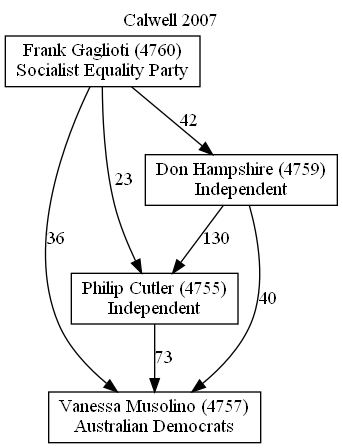 Calwell 2007
Frank Gaglioti (4760)
Socialist Equality Party
42
Don Hampshire (4759)
Independent
23
36
130
40
Philip Cutler (4755)
Independent
73
Vanessa Musolino (4757)
Australian Democrats